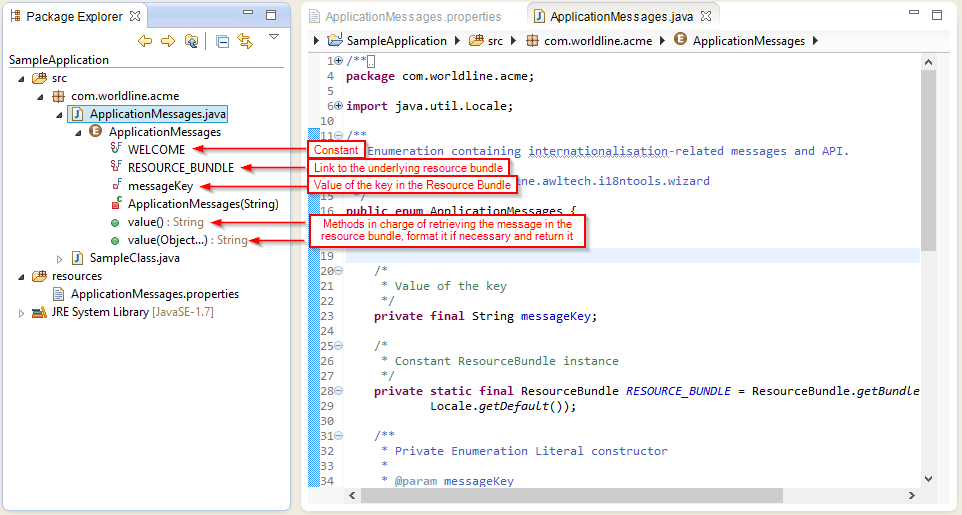 Package Explorer
SampleApplication
src
com.worldline.acme
ApplicationMessages.java
ApplicationMessages
WELCOME
RESOURCE_BUNDLE
messageKey
ApplicationMessages(String)
value() : String
value(Object...) : String
SampleClass.java
resources
ApplicationMessages.properties
JRE System Library [JavaSE-1.7]
Constant
Link to the underlying resource bundle
Value of the key in the Resource Bundle
Methods in charge of retrieving the message in the
resource bundle, format it if necessary and return it
ApplicationMessages.properties
ApplicationMessages.java
SampleApplication src com.worldline.acme ApplicationMessages
1 /**
4 package com.worldline.acme;
5
6 import java.util.Locale;
10
11 /**
Enumeration containing internationalisation-related messages and API.
line.awltech.i18ntools.wizard
*/
16 public enum ApplicationMessages {
19
20 /*
21 * Value of the key
22 */
23 private final String messageKey;
24
25 /*
26 * Constant ResourceBundle instance
27 */
28 private static final ResourceBundle RESOURCE_BUNDLE = ResourceBundle.getBundle
29 Locale.getDefault());
30
31 /**
32 * Private Enumeration Literal constructor
33 *
34 * @param messageKey